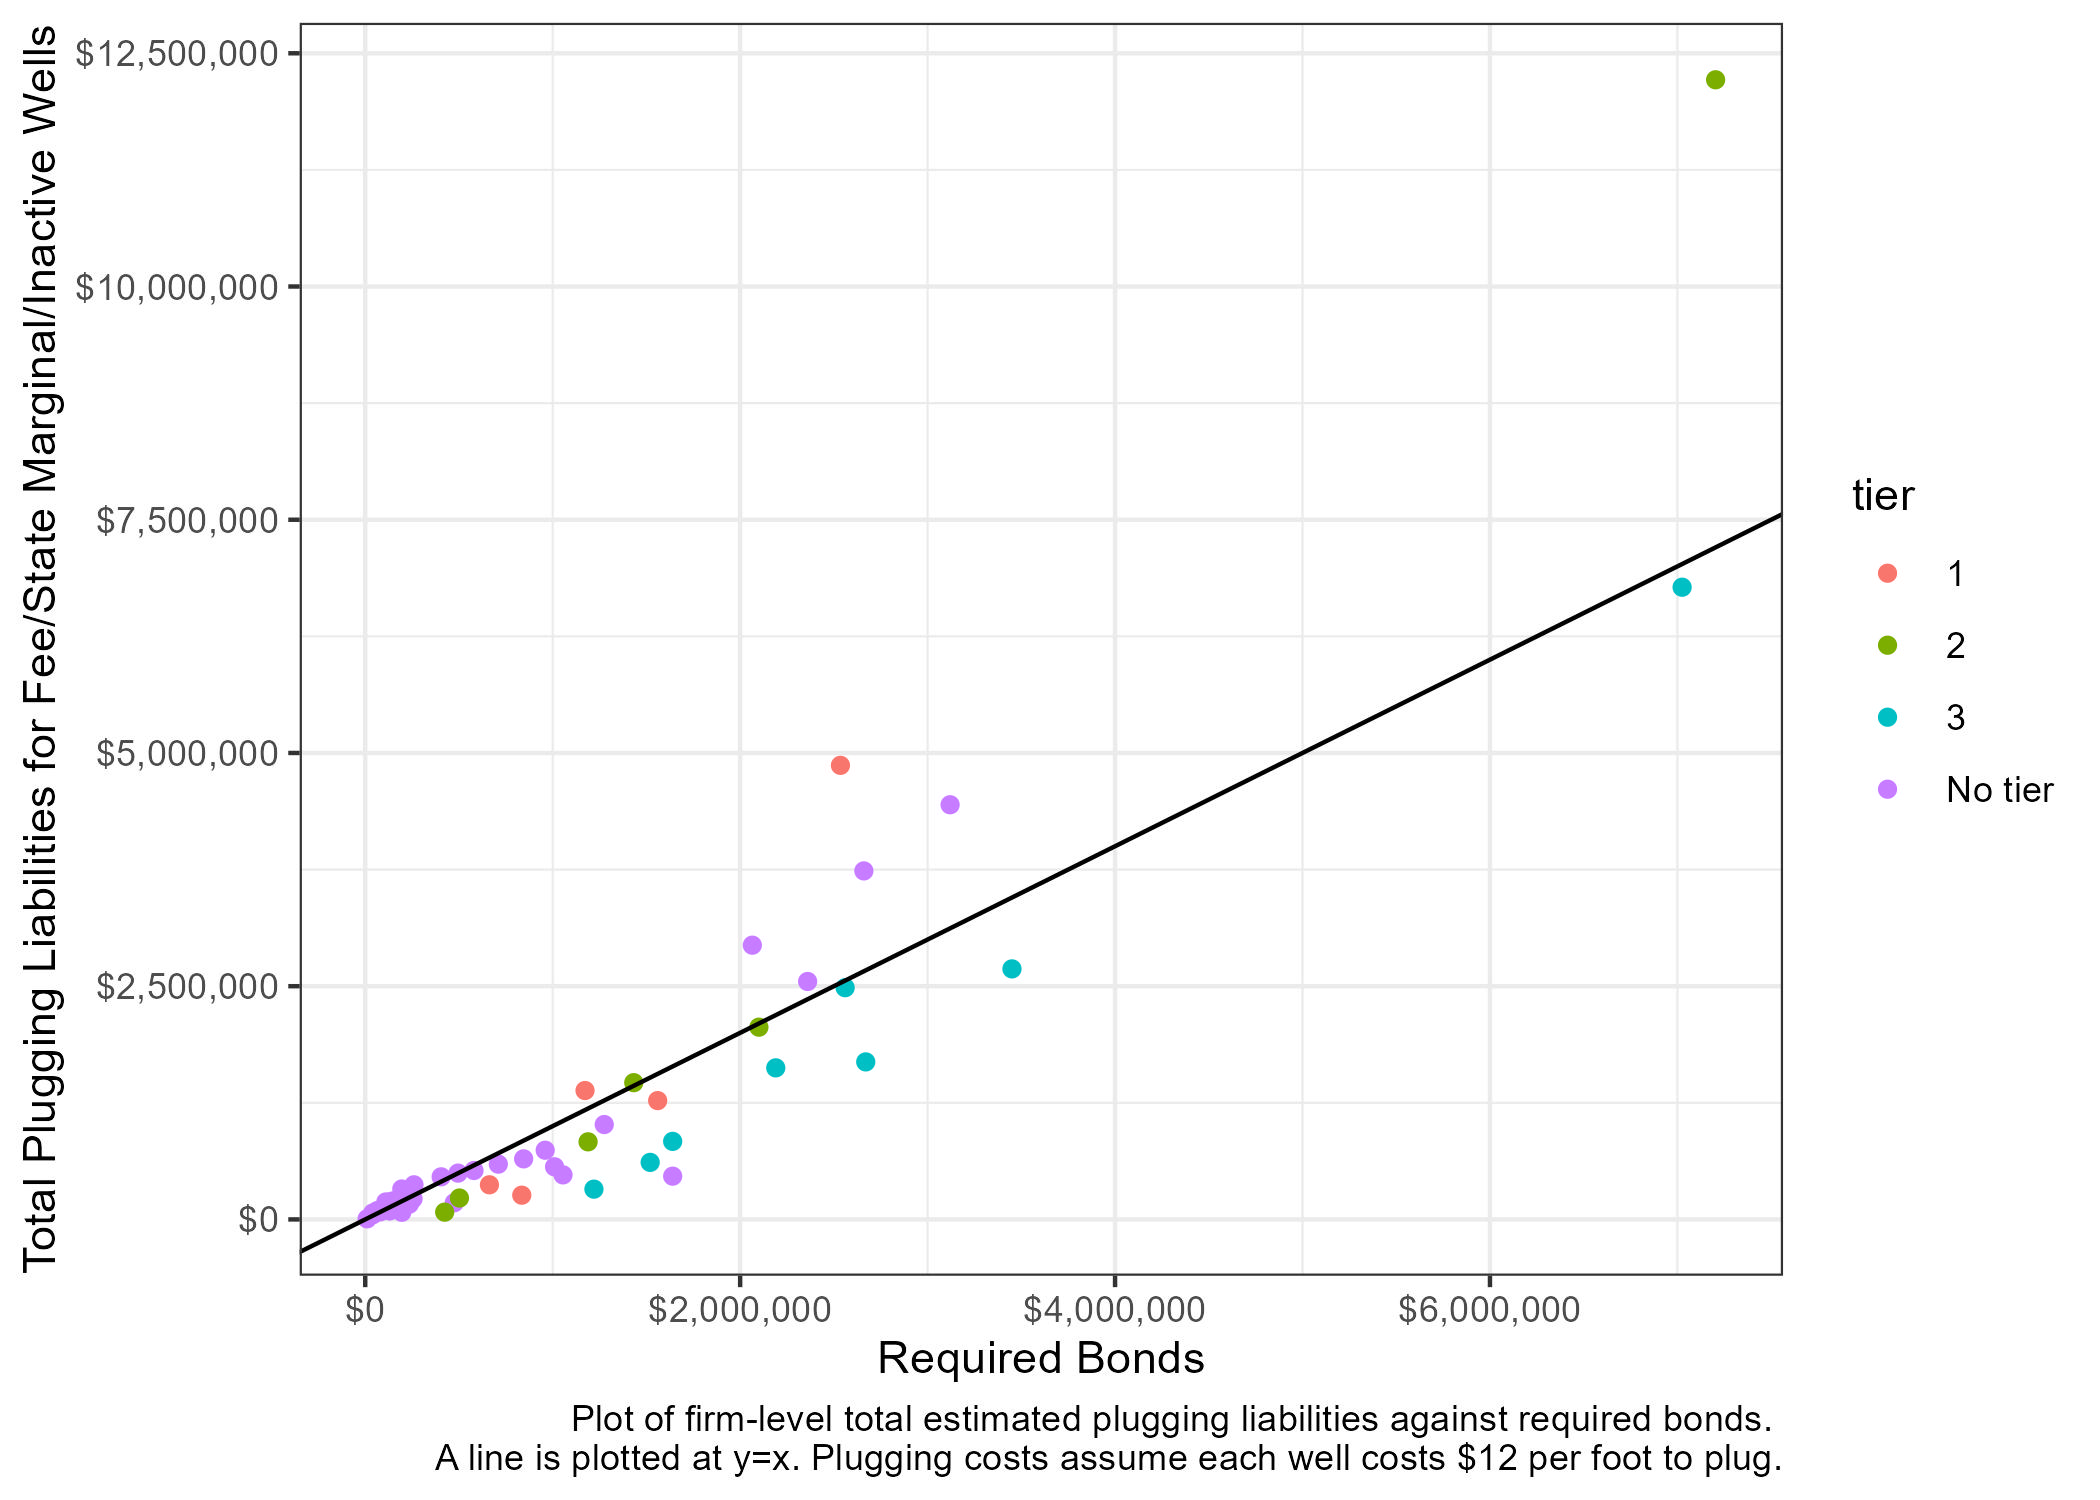 Total Plugging Liabilities for Fee/State Marginal/Inactive Wells
$12,500,000
$10,000,000
$7,500,000
$5,000,000
$2,500,000
$0
$0
$2,000,000
$4,000,000
$6,000,000
Required Bonds
tier
1
2
3
No tier
Plot of firm-level total estimated plugging liabilities against required bonds.
A line is plotted at y=x. Plugging costs assume each well costs $12 per foot to plug.